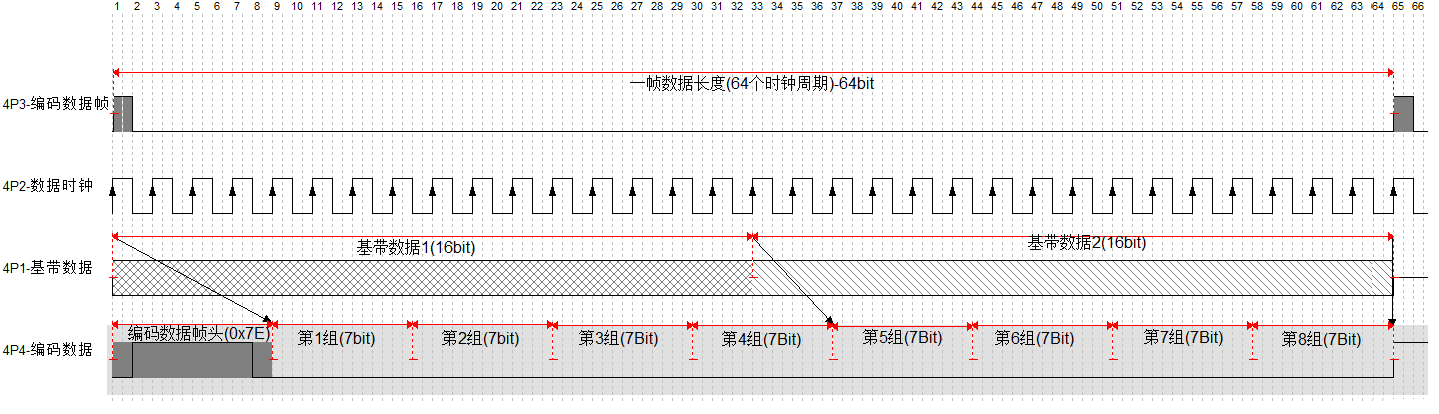 1 2 3 4 5 6 7 8 9 10 11 12 13 14 15 16 17 18 19 20 21 22 23 24 25 26 27 28 29 30 31 32 33 34 35 36 37 38 39 40 41 42 43 44 45 46 47 48 49 50 51 52 53 54 55 56 57 58 59 60 61 62 63 64 65 66
一帧数据长度(64个时钟周期)-64bit
4P3-编码数据帧
4P2-数据时钟
基带数据1(16bit) 基带数据2(16bit)
4P1-基带数据
编码数据帧头(0x7E) 第1组(7bit) 第2组(7bit) 第3组(7Bit) 第4组(7Bit) 第5组(7Bit) 第6组(7Bit) 第7组(7Bit) 第8组(7Bit)
4P4-编码数据